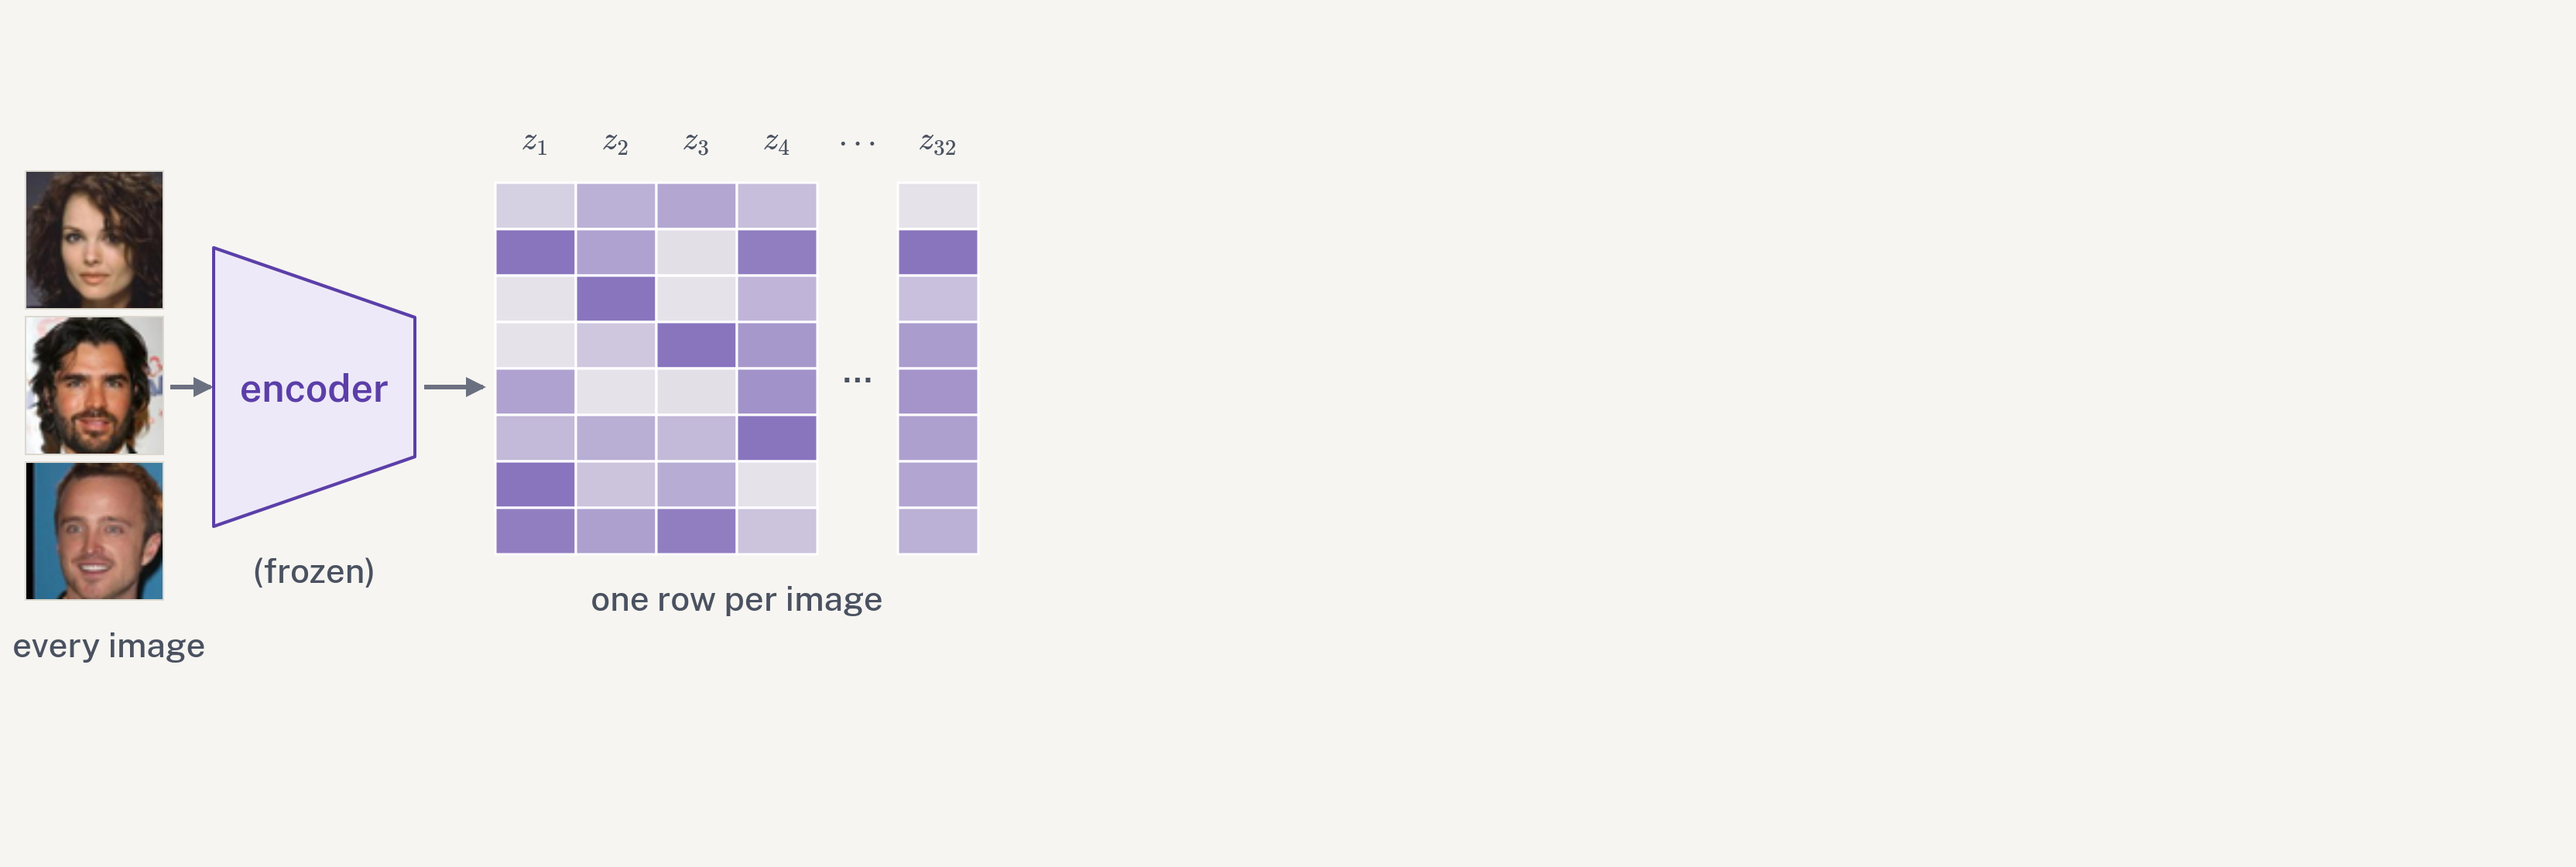 z1 z2 z3 z4 ... z32
encoder
...
(frozen)
one row per image
every image